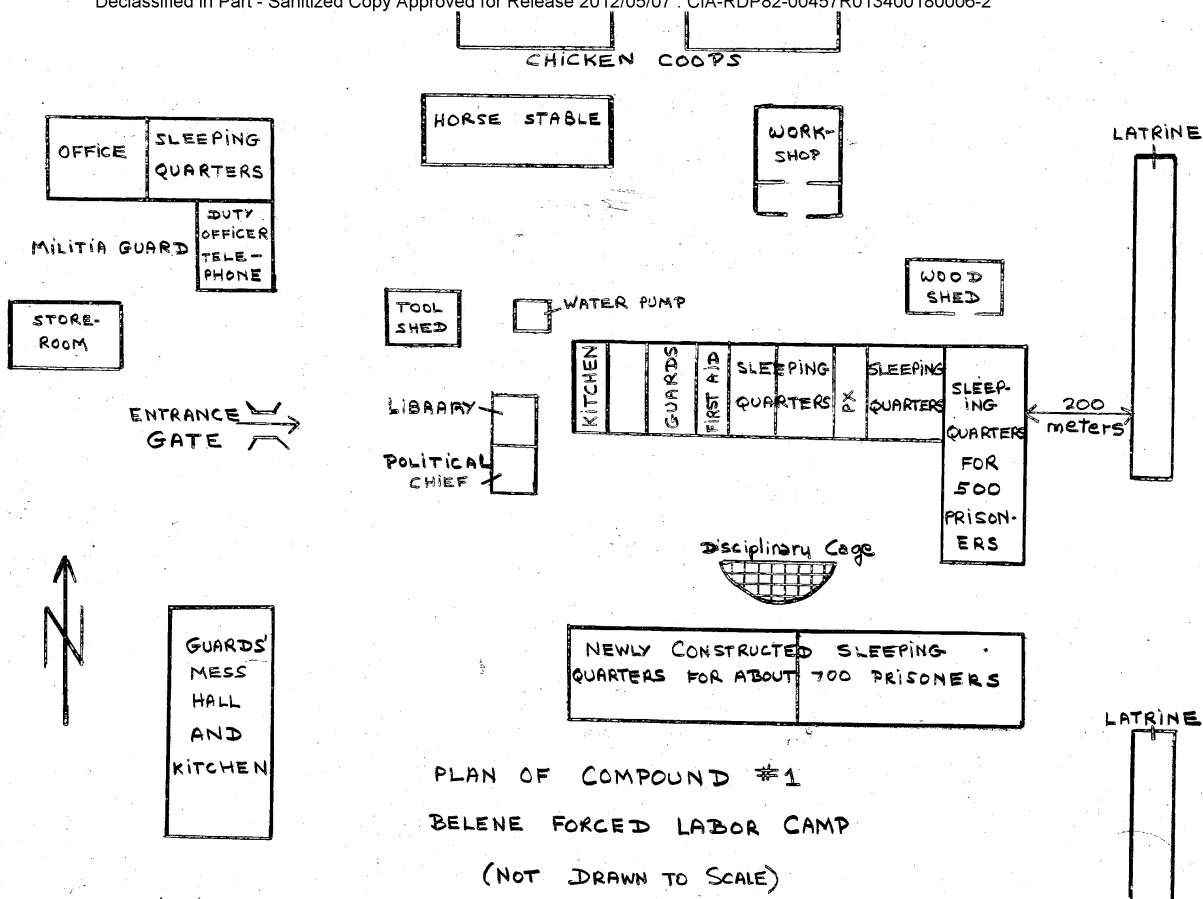 Declassified in Part - Sanitized Copy Approved for Release 2012/05/07 : CIA-RDP82-00457R013400180006-2
CHICKEN COOPS
HORSE STABLE
WORK-
SHOP
LATRINE
OFFICE
SLEEPING
QUARTERS
DUTY
OFFICER
TELE-
PHONE
MILITIA GUARD
STORE-
ROOM
TOOL
SHED
WATER PUMP
WOOD
SHED
KITCHEN
GUARDS
FIRST AID
SLEEPING
QUARTERS
PX
SLEEPING
QUARTERS
SLEEP-
ING
QUARTERS
FOR
500
PRISON-
ERS
200
meters
ENTRANCE
GATE
LIBRARY
POLITICAL
CHIEF
Disciplinary Cage
N
GUARDS'
MESS
HALL
AND
KITCHEN
NEWLY CONSTRUCTED SLEEPING
QUARTERS FOR ABOUT 700 PRISONERS
LATRINE
PLAN OF COMPOUND #1
BELENE FORCED LABOR CAMP
(NOT DRAWN TO SCALE)